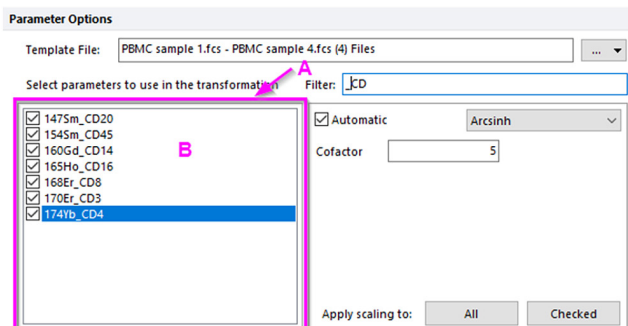 Parameter Options
Template File: PBMC sample 1.fcs - PBMC sample 4.fcs (4) Files ...
A
Select parameters to use in the transformation Filter: _CD
147Sm_CD20 Automatic Arcsinh
154Sm_CD45
160Gd_CD14 B Cofactor 5
165Ho_CD16
168Er_CD8
170Er_CD3
174Yb_CD4
Apply scaling to: All Checked